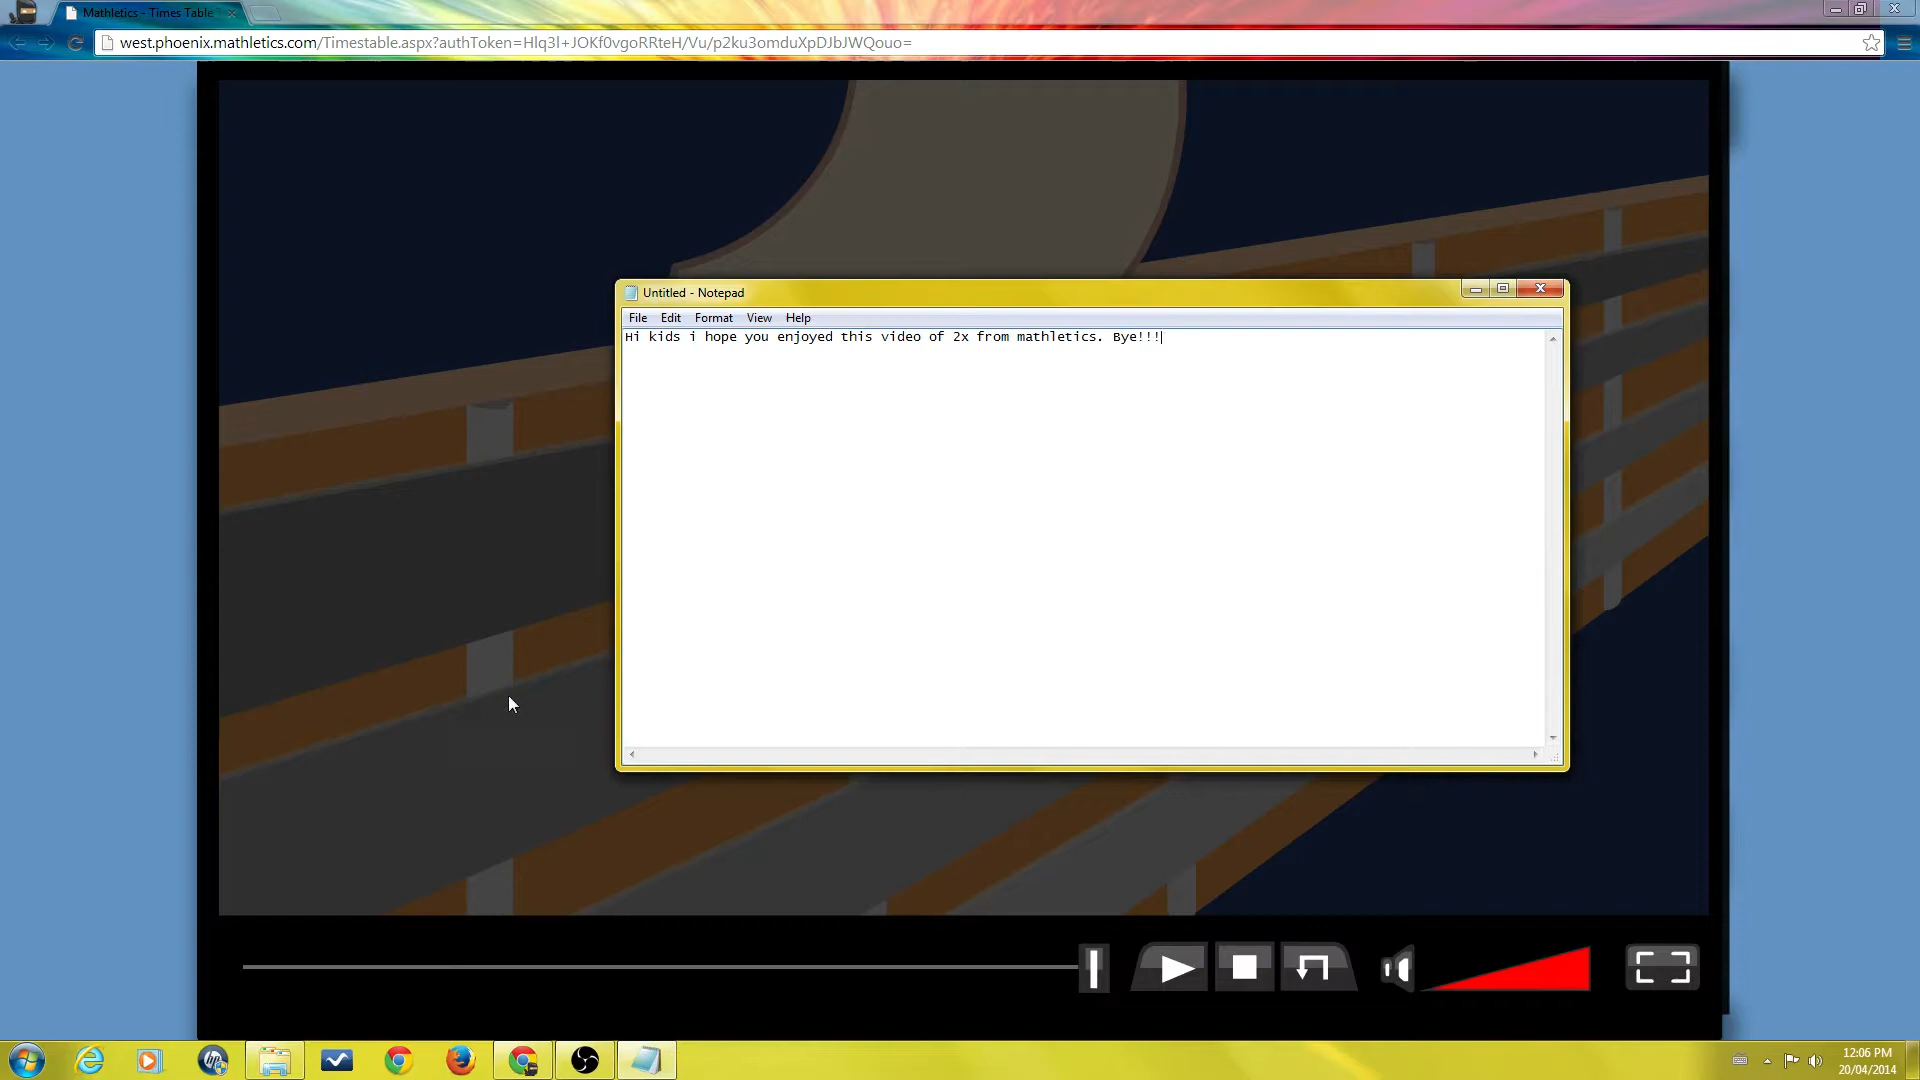 Mathletics - Times Table
west.phoenix.mathletics.com/Timestable.aspx?authToken=Hlq3l+JOKf0vgoRRteH/Vu/p2ku3omduXpDJbJWQouo=
Untitled - Notepad
File Edit Format View Help
Hi kids i hope you enjoyed this video of 2x from mathletics. Bye!!!
12:06 PM
20/04/2014